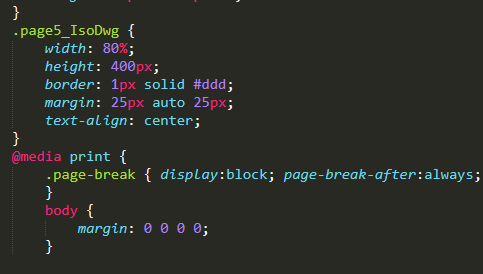 }
.page5_IsoDwg {
    width: 80%;
    height: 400px;
    border: 1px solid #ddd;
    margin: 25px auto 25px;
    text-align: center;
}
@media print {
    .page-break { display:block; page-break-after:always;
    }
    body {
        margin: 0 0 0 0;
    }